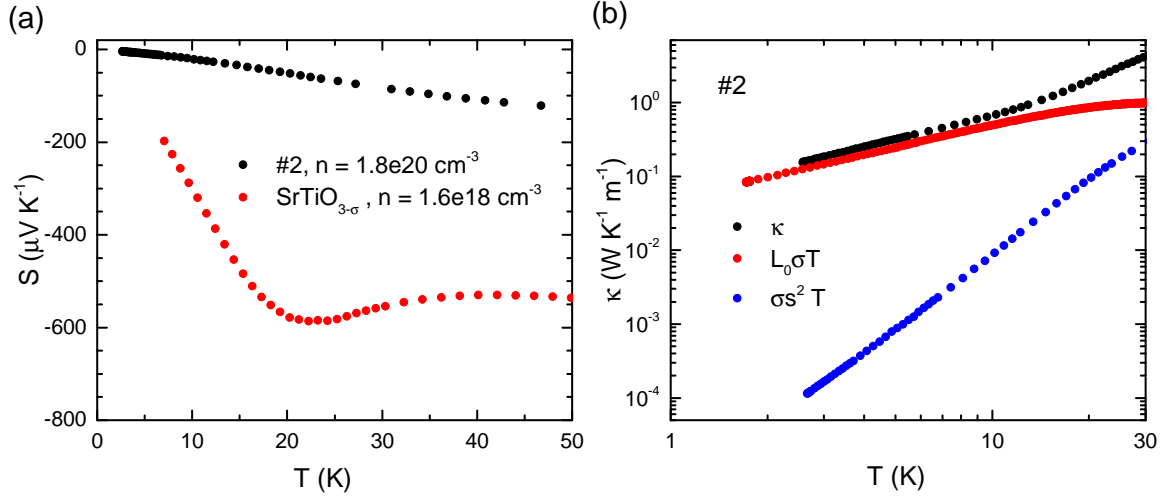 (a)
0
-200
-400
-600
-800
S (μV K⁻¹)
#2, n = 1.8e20 cm⁻³
SrTiO₃₋σ , n = 1.6e18 cm⁻³
0 10 20 30 40 50
T (K)
(b)
#2
10⁰
10⁻¹
10⁻²
10⁻³
10⁻⁴
κ (W K⁻¹ m⁻¹)
κ
L₀σT
σs² T
1 10 30
T (K)